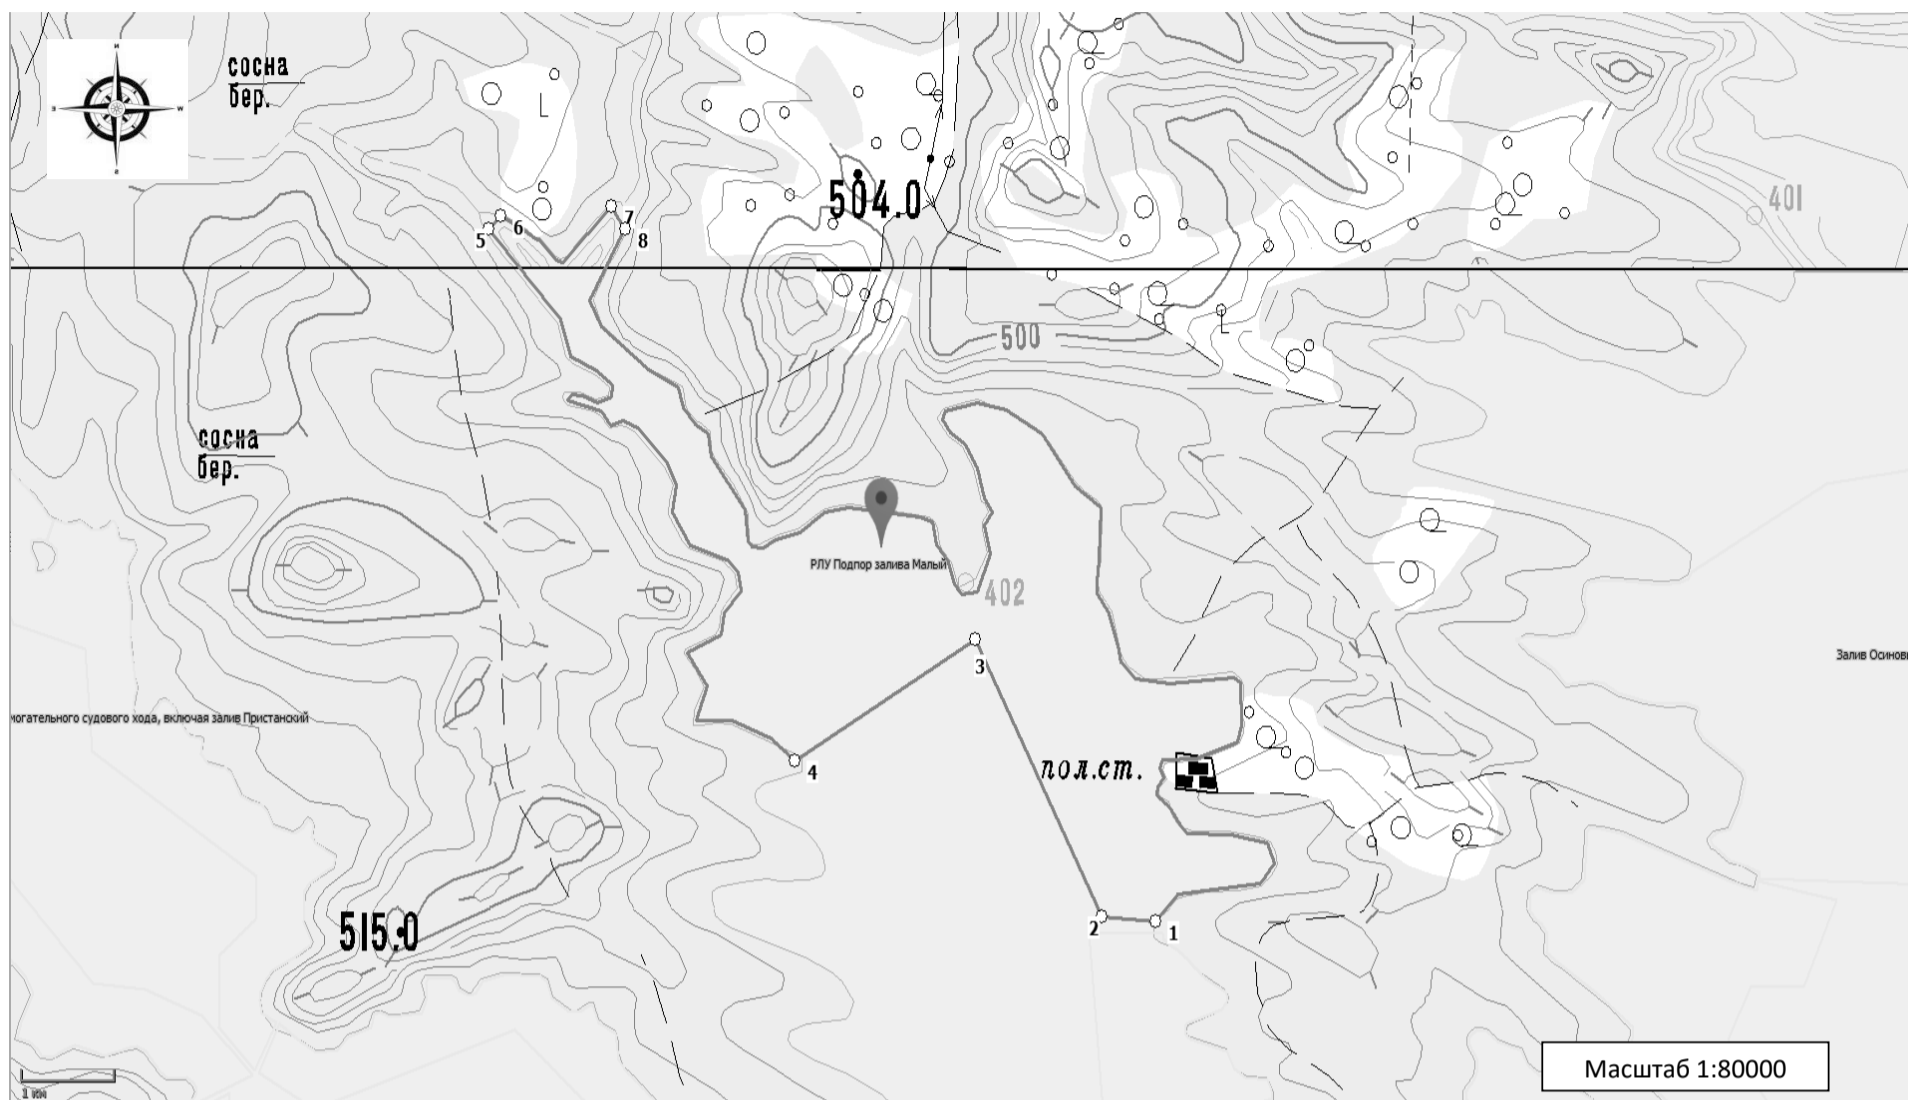 сосна
бер.
504.0
401
7
6
5
8
500
сосна
бер.
РЛУ Подпор залива Малый
402
Залив Осинов
3
могательного судового хода, включая залив Пристанский
4
пол.ст.
2
1
515.0
Масштаб 1:80000
1 км